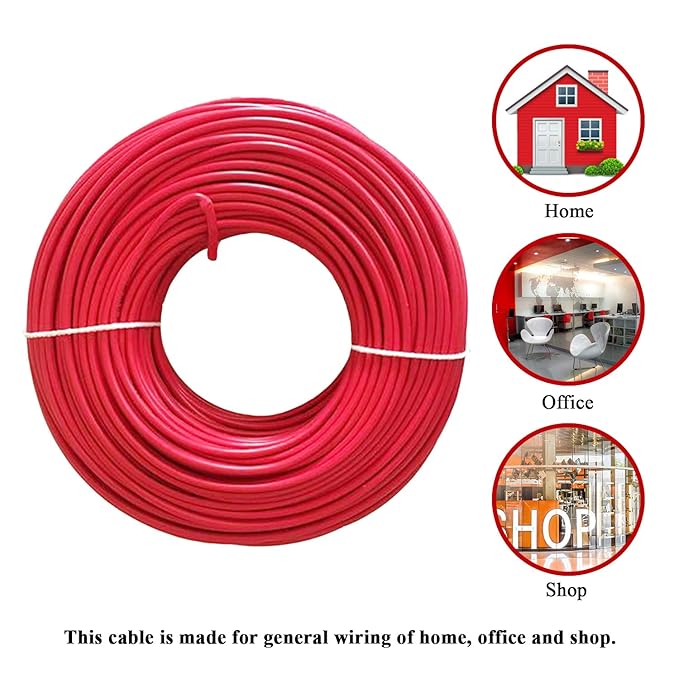 Home
Office
SHOP
Shop
This cable is made for general wiring of home, office and shop.